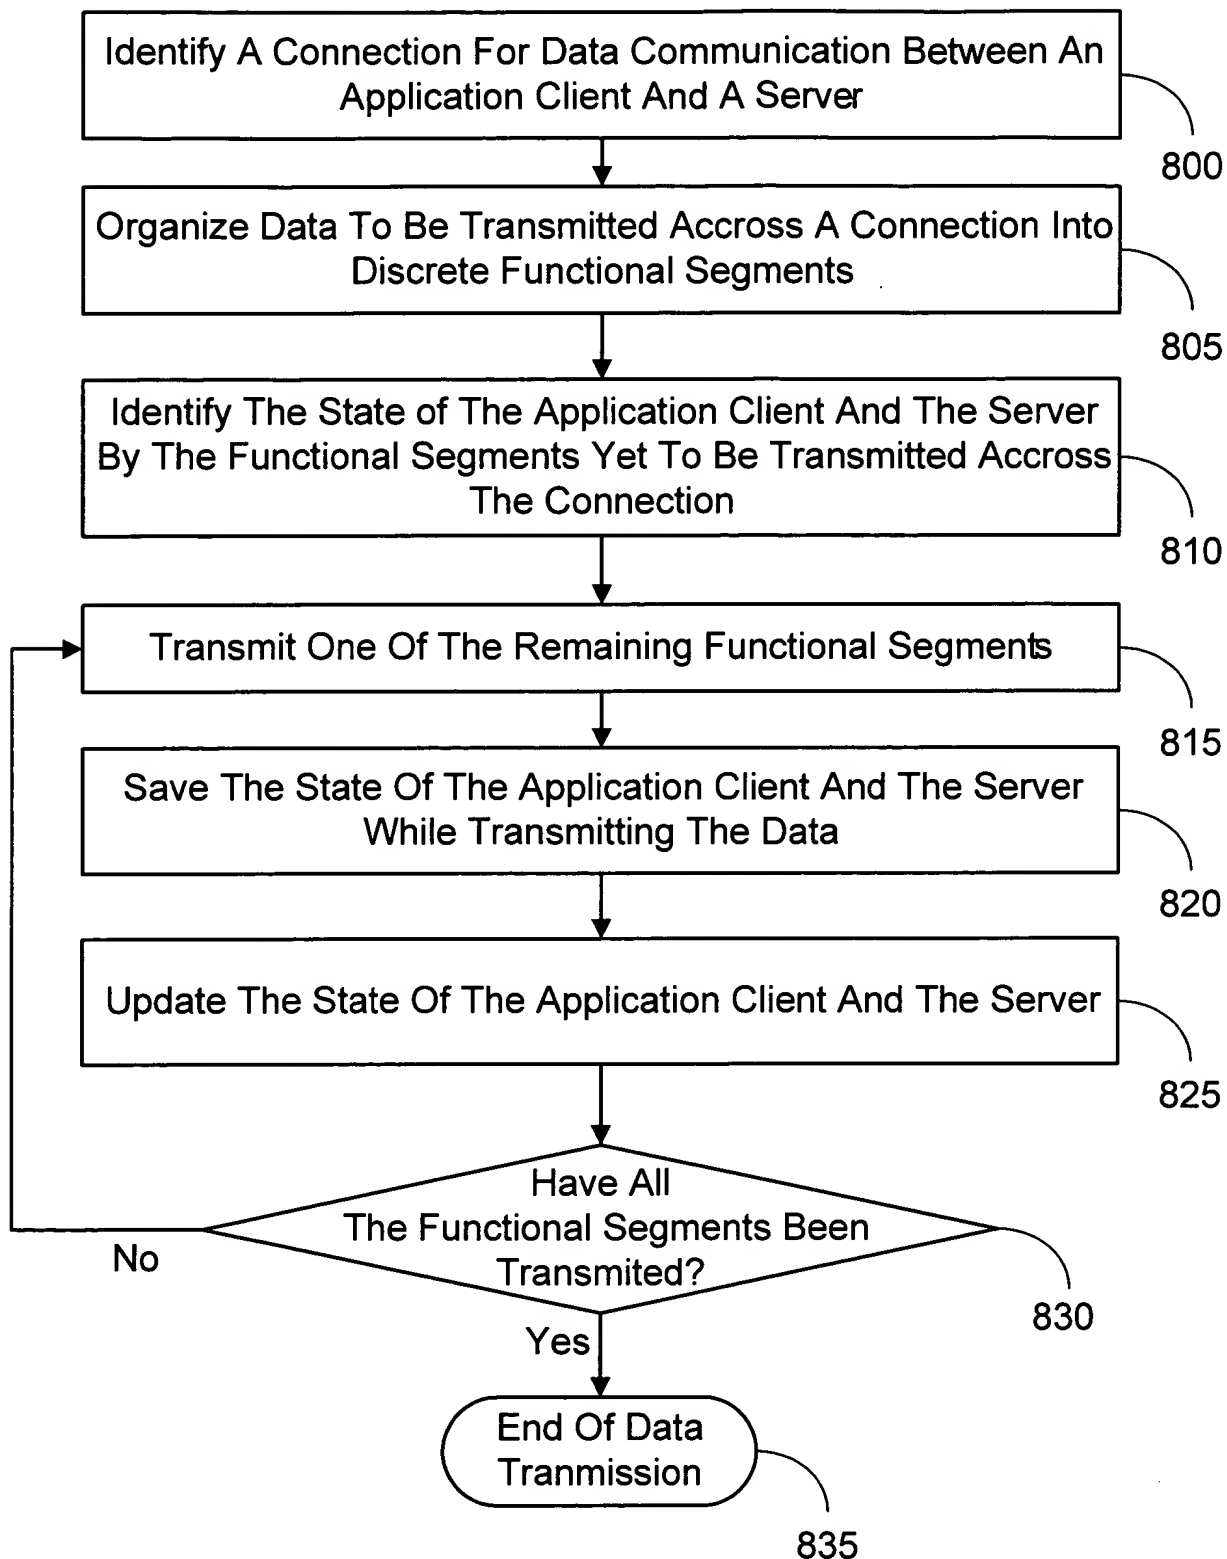 Identify A Connection For Data Communication Between An
Application Client And A Server
800
Organize Data To Be Transmitted Accross A Connection Into
Discrete Functional Segments
805
Identify The State of The Application Client And The Server
By The Functional Segments Yet To Be Transmitted Accross
The Connection
810
Transmit One Of The Remaining Functional Segments
815
Save The State Of The Application Client And The Server
While Transmitting The Data
820
Update The State Of The Application Client And The Server
825
Have All
The Functional Segments Been
Transmited?
No
830
Yes
End Of Data
Tranmission
835